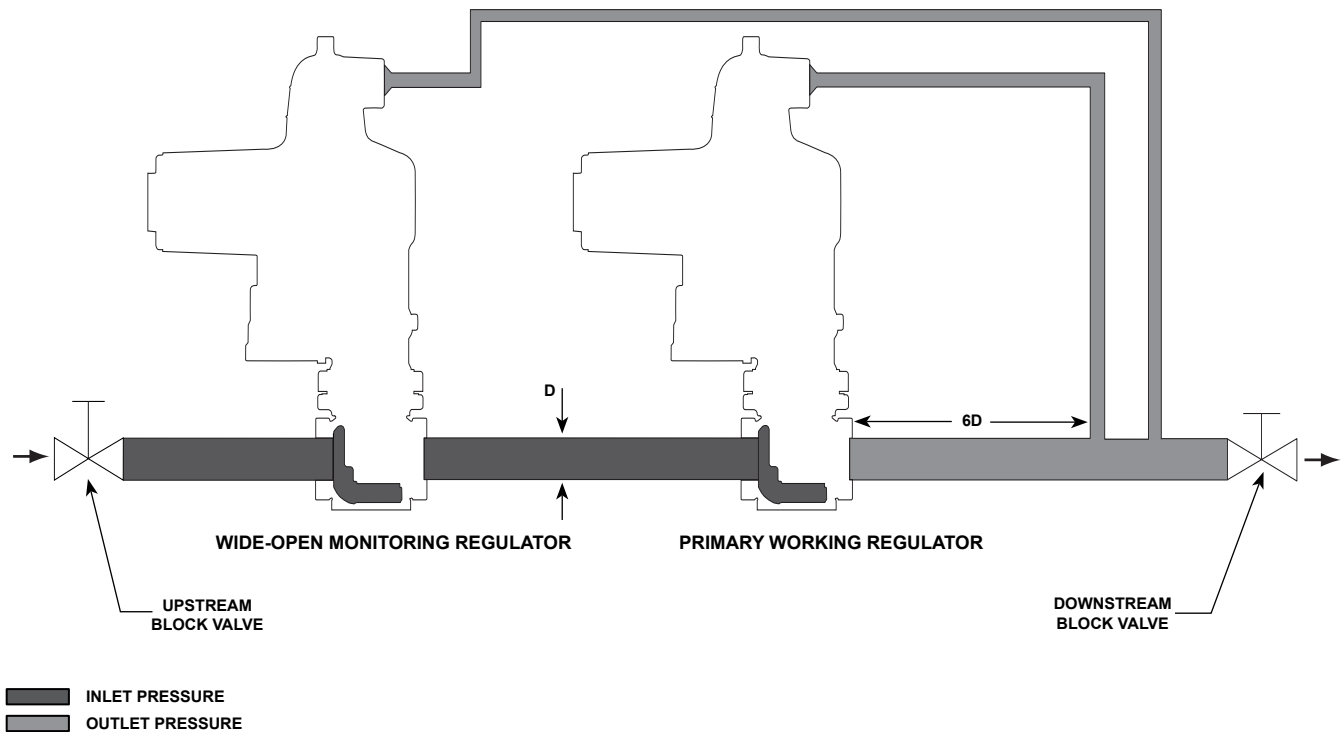 D
6D
WIDE-OPEN MONITORING REGULATOR
PRIMARY WORKING REGULATOR
UPSTREAM
BLOCK VALVE
DOWNSTREAM
BLOCK VALVE
INLET PRESSURE
OUTLET PRESSURE